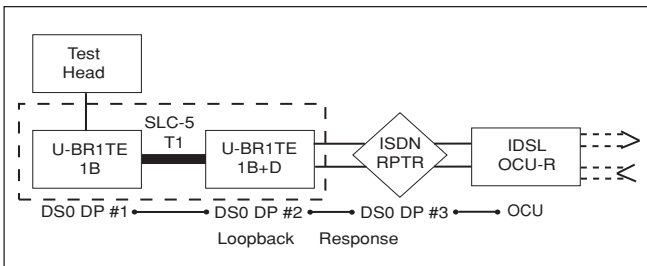 Test
Head
SLC-5
T1
U-BR1TE
1B
U-BR1TE
1B+D
ISDN
RPTR
IDSL
OCU-R
DS0 DP #1
DS0 DP #2
DS0 DP #3
OCU
Loopback Response